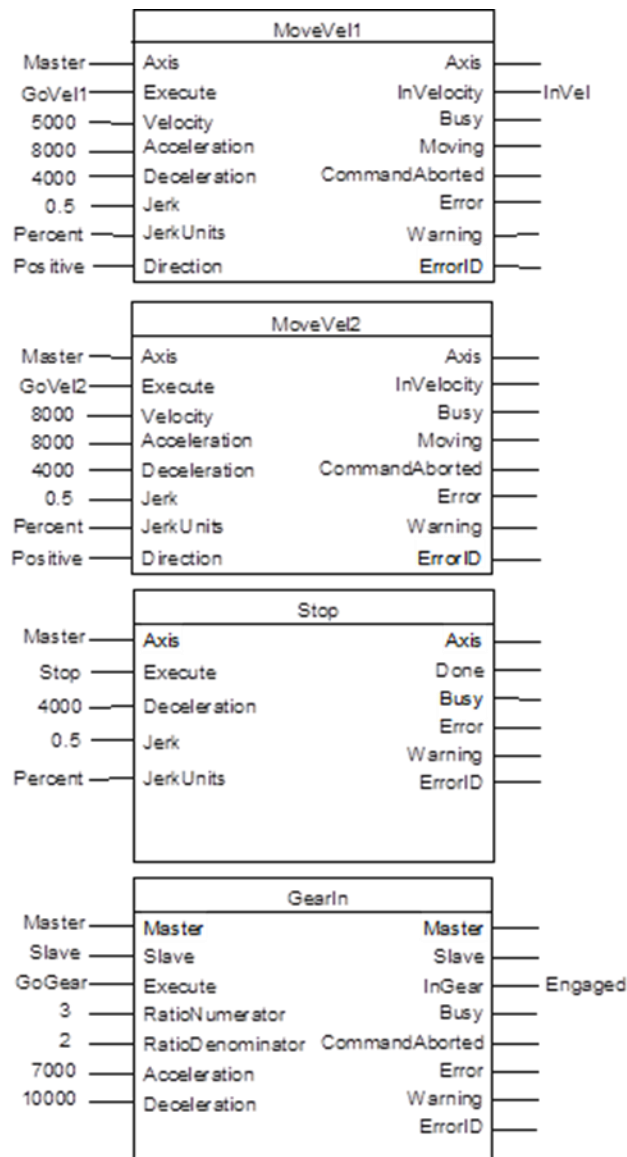 MoveVel1
Master Axis Axis
GoVel1 Execute InVelocity InVel
5000 Velocity Busy
8000 Acceleration Moving
4000 Deceleration CommandAborted
0.5 Jerk Error
Percent JerkUnits Warning
Positive Direction ErrorID
MoveVel2
Master Axis Axis
GoVel2 Execute InVelocity
8000 Velocity Busy
8000 Acceleration Moving
4000 Deceleration CommandAborted
0.5 Jerk Error
Percent JerkUnits Warning
Positive Direction ErrorID
Stop
Master Axis Axis
Stop Execute Done
4000 Deceleration Busy
0.5 Jerk Error
Warning
Percent JerkUnits ErrorID
GearIn
Master Master Master
Slave Slave Slave
GoGear Execute InGear Engaged
3 RatioNumerator Busy
2 RatioDenominator CommandAborted
7000 Acceleration Error
10000 Deceleration Warning
ErrorID